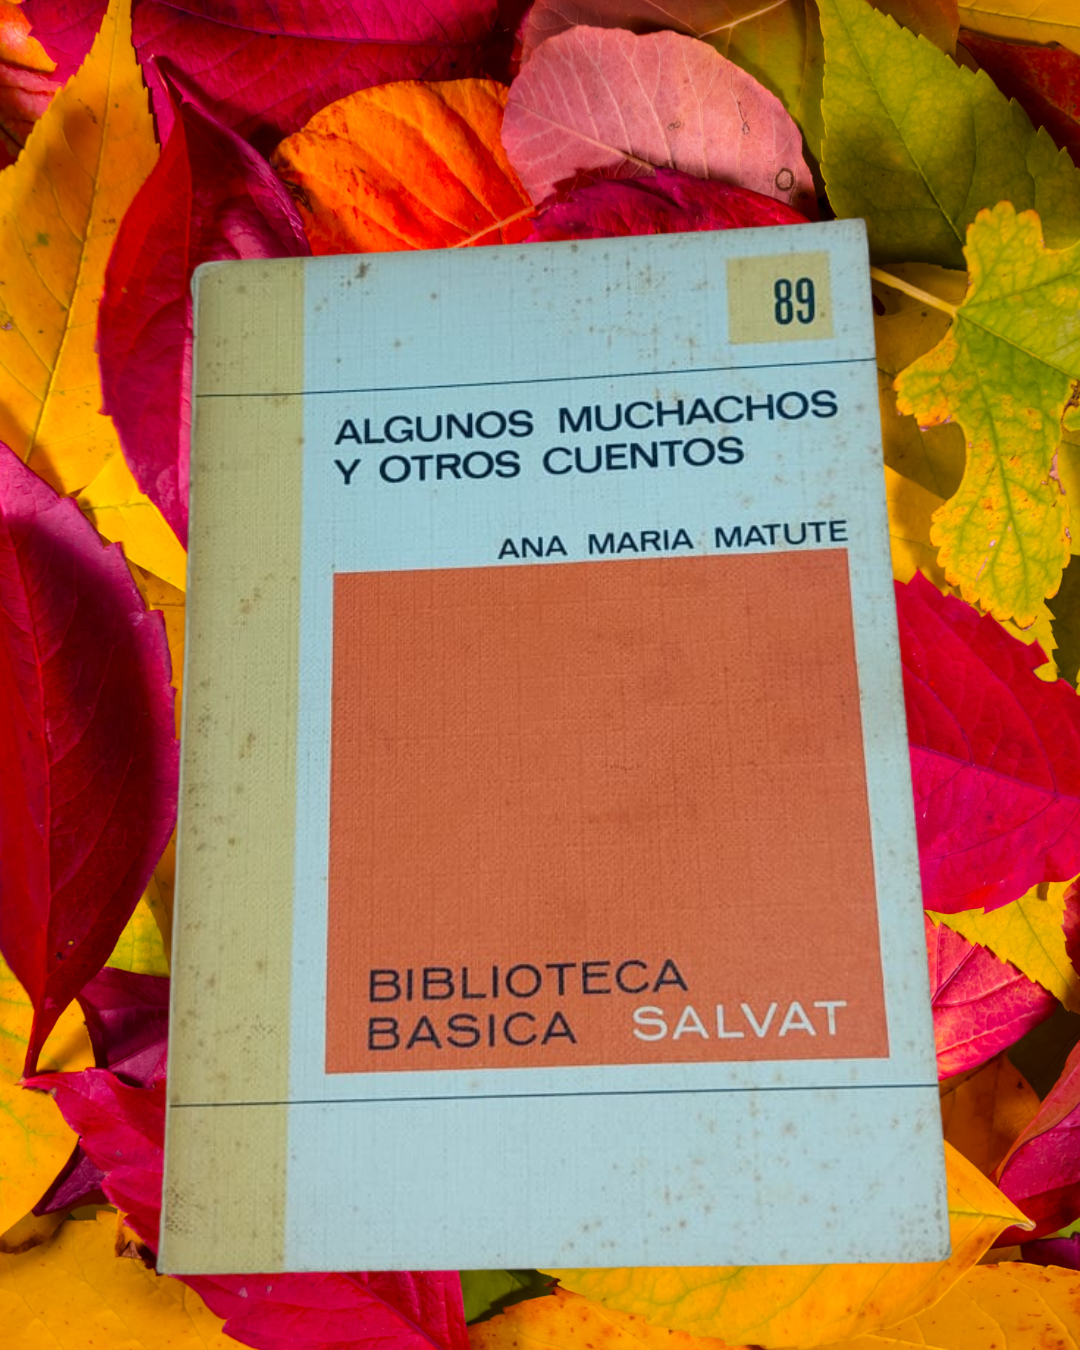 89
ALGUNOS MUCHACHOS
Y OTROS CUENTOS
ANA MARIA MATUTE
BIBLIOTECA
BASICA SALVAT